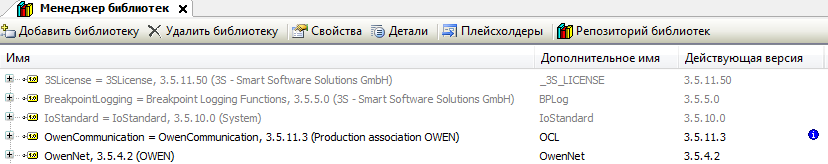 Менеджер библиотек
Добавить библиотеку Удалить библиотеку Свойства Детали Плейсхолдеры Репозиторий библиотек
Имя Дополнительное имя Действующая версия
3SLicense = 3SLicense, 3.5.11.50 (3S - Smart Software Solutions GmbH) _3S_LICENSE 3.5.11.50
BreakpointLogging = Breakpoint Logging Functions, 3.5.5.0 (3S - Smart Software Solutions GmbH) BPLog 3.5.5.0
IoStandard = IoStandard, 3.5.10.0 (System) IoStandard 3.5.10.0
OwenCommunication = OwenCommunication, 3.5.11.3 (Production association OWEN) OCL 3.5.11.3
OwenNet, 3.5.4.2 (OWEN) OwenNet 3.5.4.2